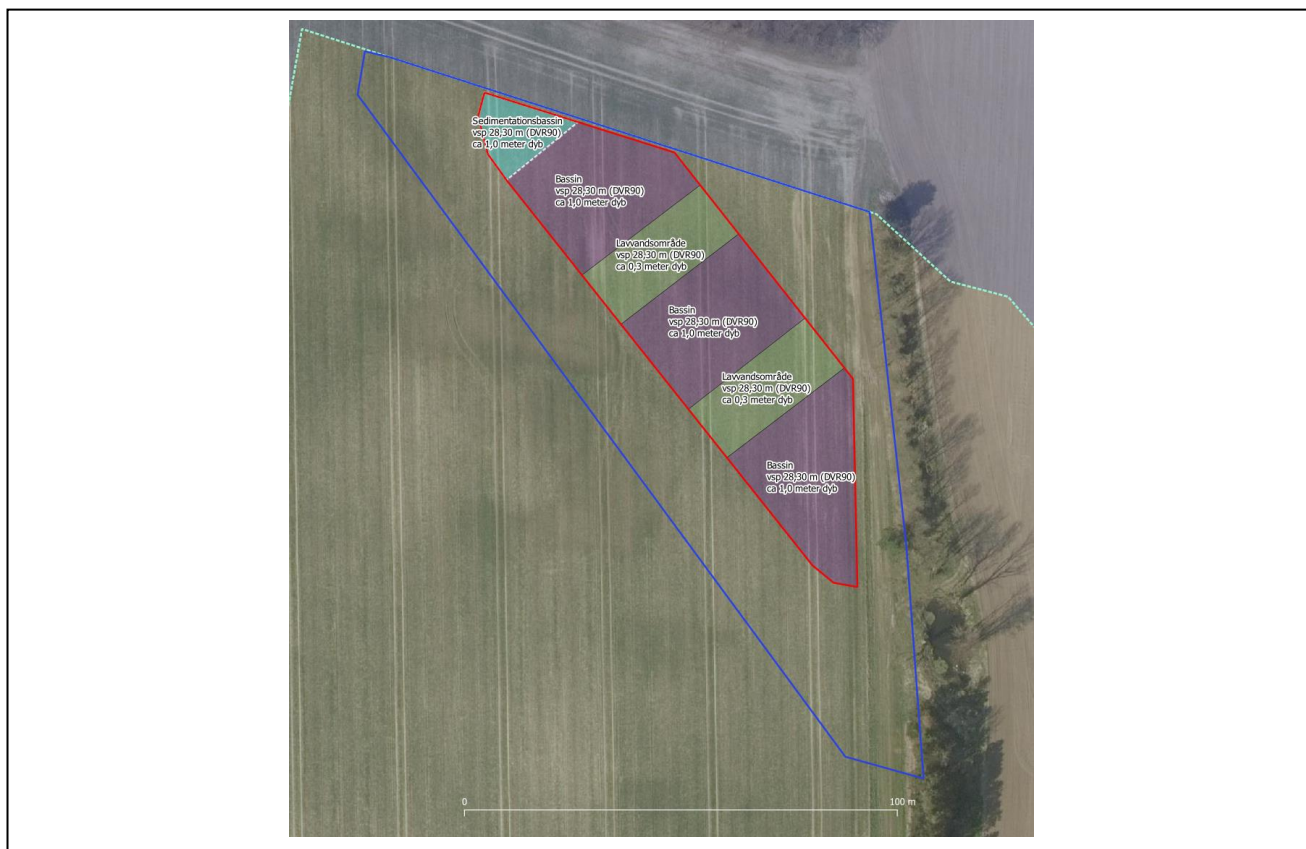 Sedimentationsbassin
vsp 28,30 m (DVR90)
ca 1,0 meter dyb
Bassin
vsp 28,30 m (DVR90)
ca 1,0 meter dyb
Lavvandsområde
vsp 28,30 m (DVR90)
ca 0,3 meter dyb
Bassin
vsp 28,30 m (DVR90)
ca 1,0 meter dyb
Lavvandsområde
vsp 28,30 m (DVR90)
ca 0,3 meter dyb
Bassin
vsp 28,30 m (DVR90)
ca 1,0 meter dyb
0
100 m